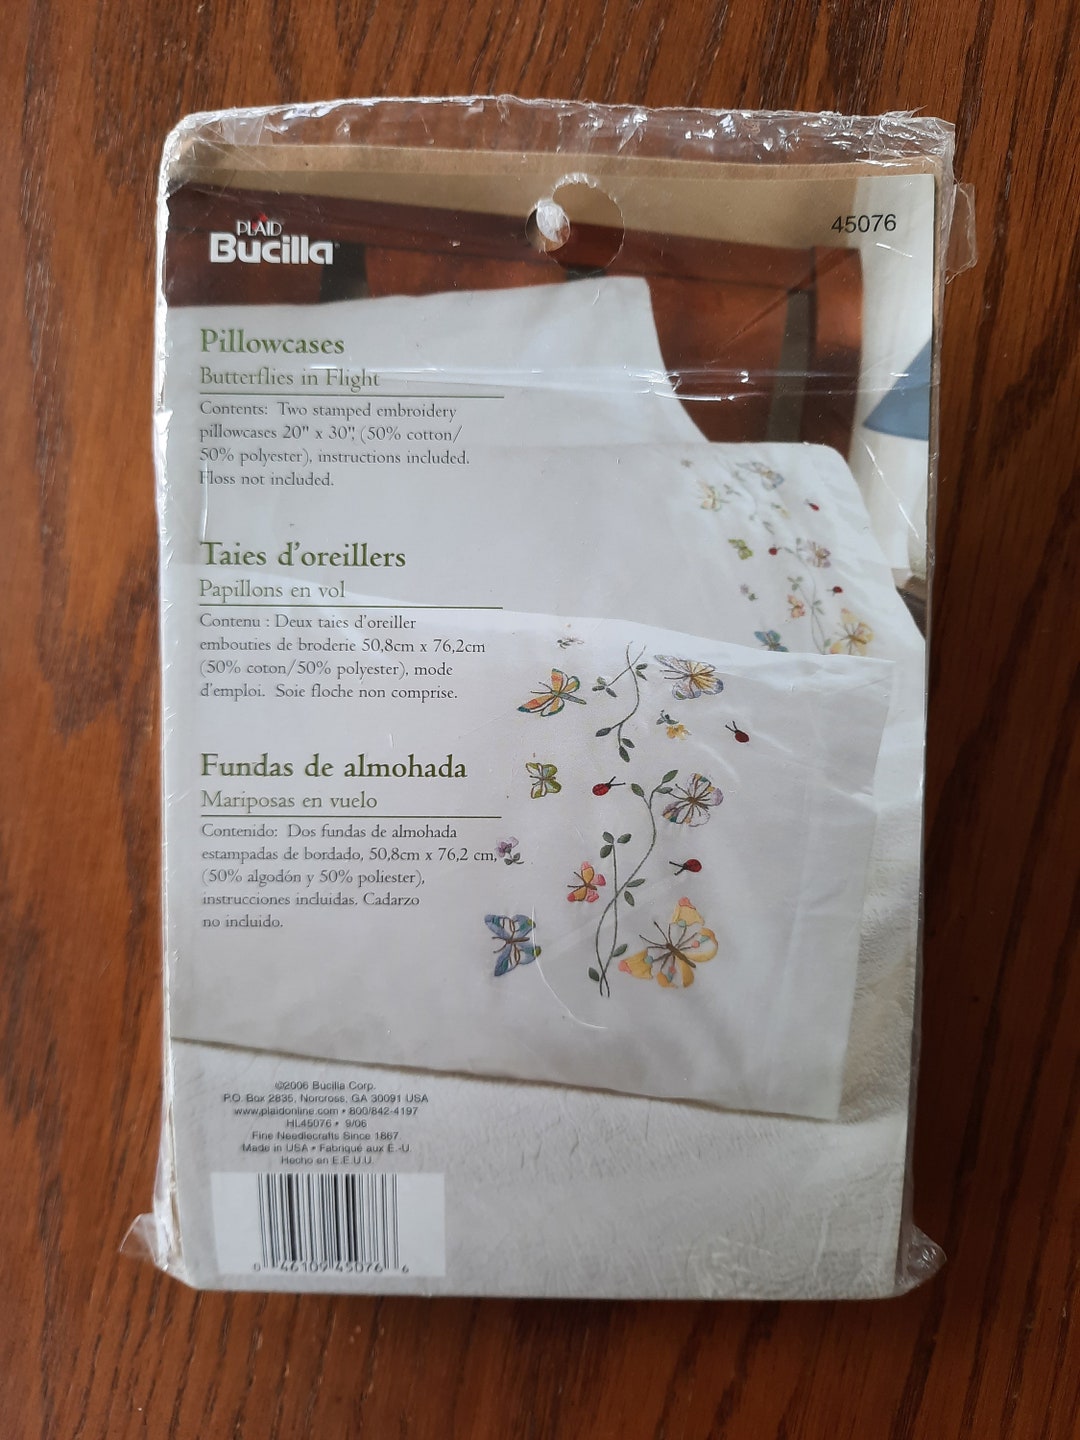 PLAID
Bucilla
45076
Pillowcases
Butterflies in Flight
Contents: Two stamped embroidery
pillowcases 20" x 30", (50% cotton/
50% polyester), instructions included.
Floss not included.
Taies d'oreillers
Papillons en vol
Contenu : Deux taies d'oreiller
embouties de broderie 50,8cm x 76,2cm
(50% coton/50% polyester), mode
d'emploi. Soie floche non comprise.
Fundas de almohada
Mariposas en vuelo
Contenido: Dos fundas de almohada
estampadas de bordado, 50,8cm x 76,2 cm,
(50% algodón y 50% poliester),
instrucciones incluidas. Cadarzo
no incluido.
©2006 Bucilla Corp.
P.O. Box 2835, Norcross, GA 30091 USA
www.plaidonline.com • 800/842-4197
HL45076 • 9/06
Fine Needlecrafts Since 1867
Made in USA • Fabriqué aux É.-U.
Hecho en E.E.U.U.
0 46109 45076 6